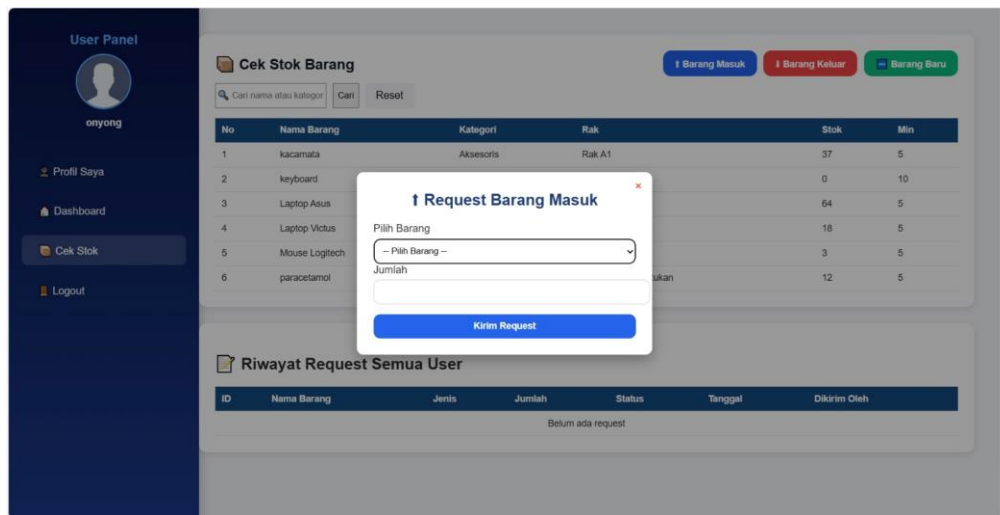 User Panel
onyong
Profil Saya
Dashboard
Cek Stok
Logout
Cek Stok Barang
Barang Masuk
Barang Keluar
Barang Baru
Cari nama atau kategor
Cari
Reset
No Nama Barang Kategori Rak Stok Min
1 kacamata Aksesoris Rak A1 37 5
2 keyboard 0 10
3 Laptop Asus 64 5
4 Laptop Victus 18 5
5 Mouse Logitech 3 5
6 paracetamol tukan 12 5
×
Request Barang Masuk
Pilih Barang
-- Pilih Barang --
Jumlah
Kirim Request
Riwayat Request Semua User
ID Nama Barang Jenis Jumlah Status Tanggal Dikirim Oleh
Belum ada request